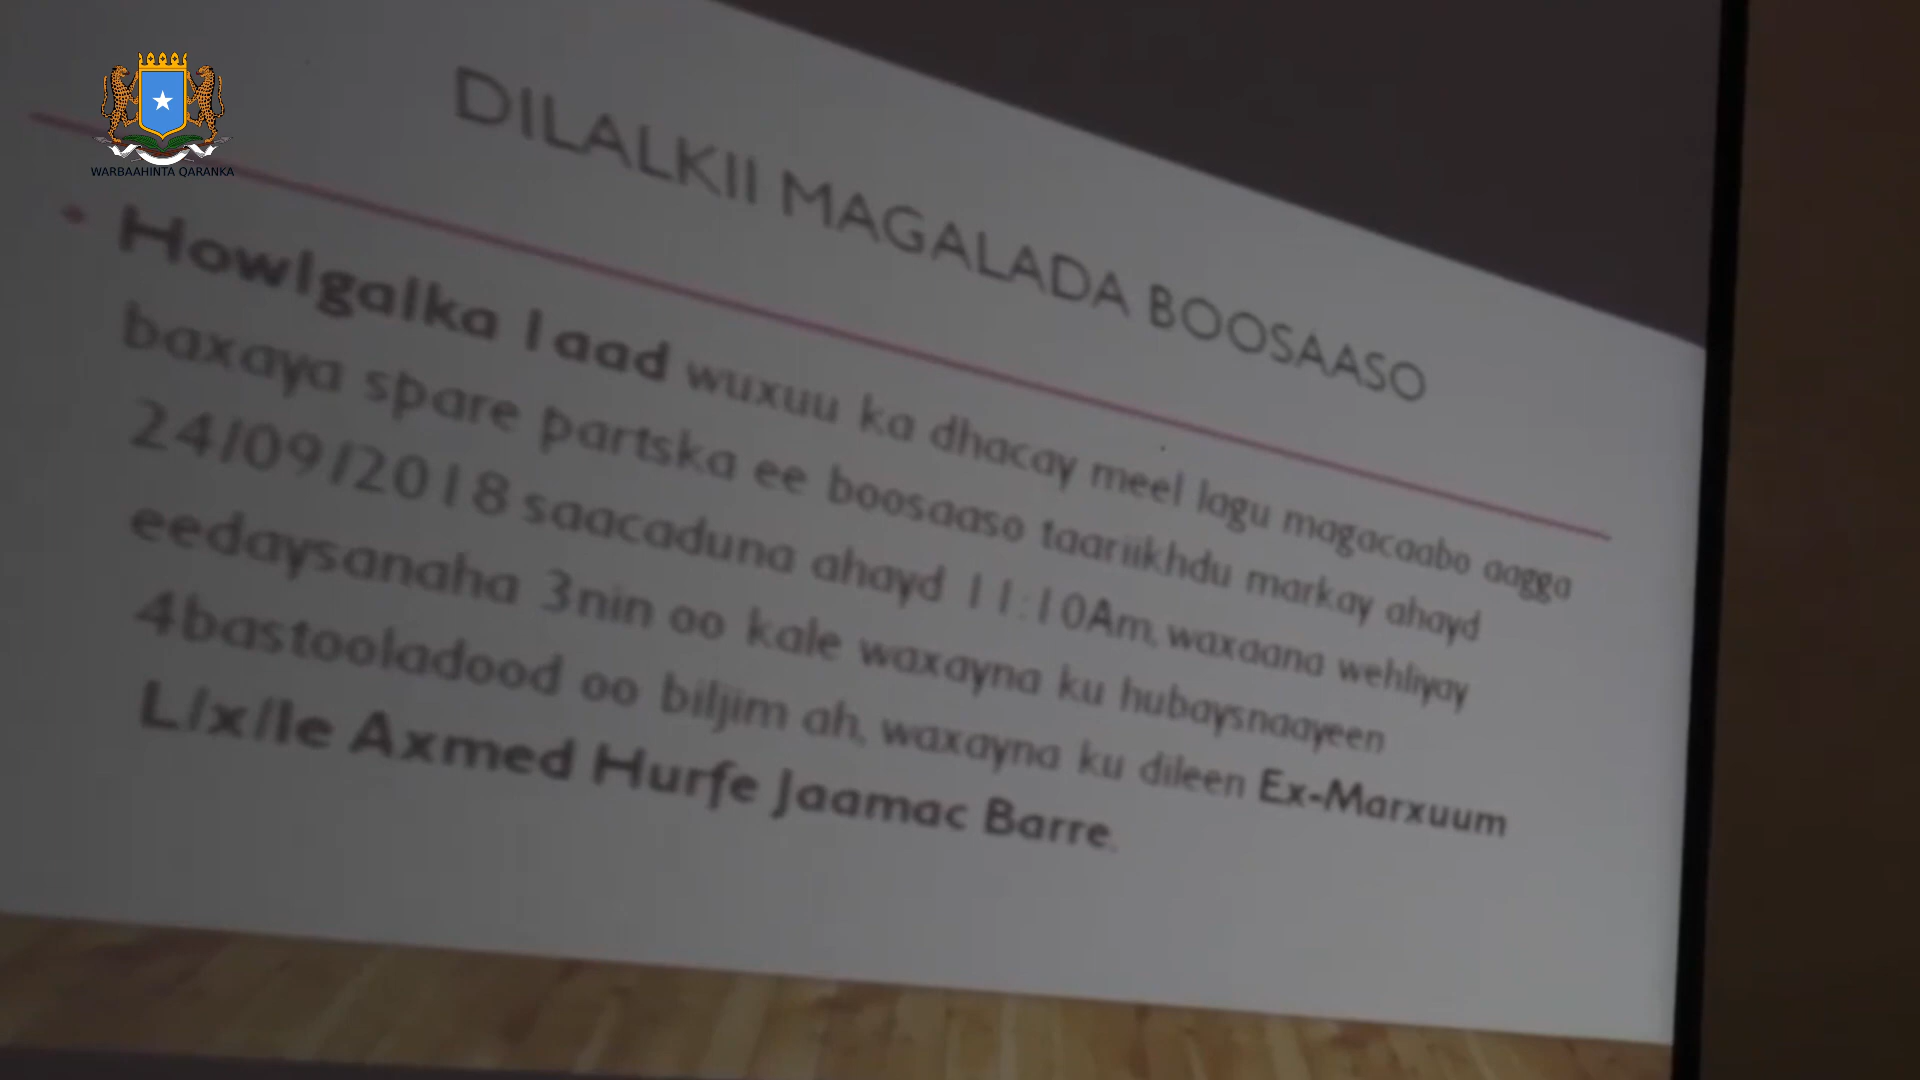 WARBAAHINTA QARANKA
DILALKII MAGALADA BOOSAASO
• Howlgalka 1aad wuxuu ka dhacay meel lagu magacaabo aagga
baxaya spare partska ee boosaaso taariikhdu markay ahayd
24/09/2018 saacaduna ahayd 11:10Am, waxaana wehliyay
eedaysanaha 3nin oo kale waxayna ku hubaysnaayeen
4bastooladood oo biljim ah, waxayna ku dileen Ex-Marxuum
L/x/le Axmed Hurfe Jaamac Barre.